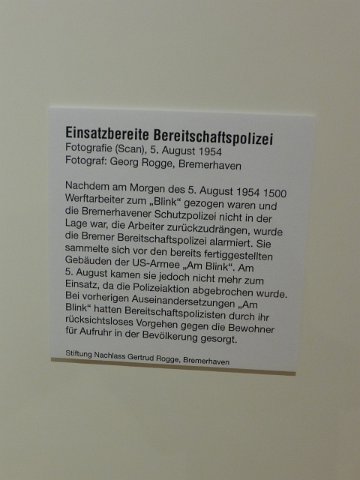 Einsatzbereite Bereitschaftspolizei
Fotografie (Scan), 5. August 1954
Fotograf: Georg Rogge, Bremerhaven
Nachdem am Morgen des 5. August 1954 1500
Werftarbeiter zum „Blink“ gezogen waren und
die Bremerhavener Schutzpolizei nicht in der
Lage war, die Arbeiter zurückzudrängen, wurde
die Bremer Bereitschaftspolizei alarmiert. Sie
sammelte sich vor den bereits fertiggestellten
Gebäuden der US-Armee „Am Blink“. Am
5. August kamen sie jedoch nicht mehr zum
Einsatz, da die Polizeiaktion abgebrochen wurde.
Bei vorherigen Auseinandersetzungen „Am
Blink“ hatten Bereitschaftspolizisten durch ihr
rücksichtsloses Vorgehen gegen die Bewohner
für Aufruhr in der Bevölkerung gesorgt.
Stiftung Nachlass Gertrud Rogge, Bremerhaven